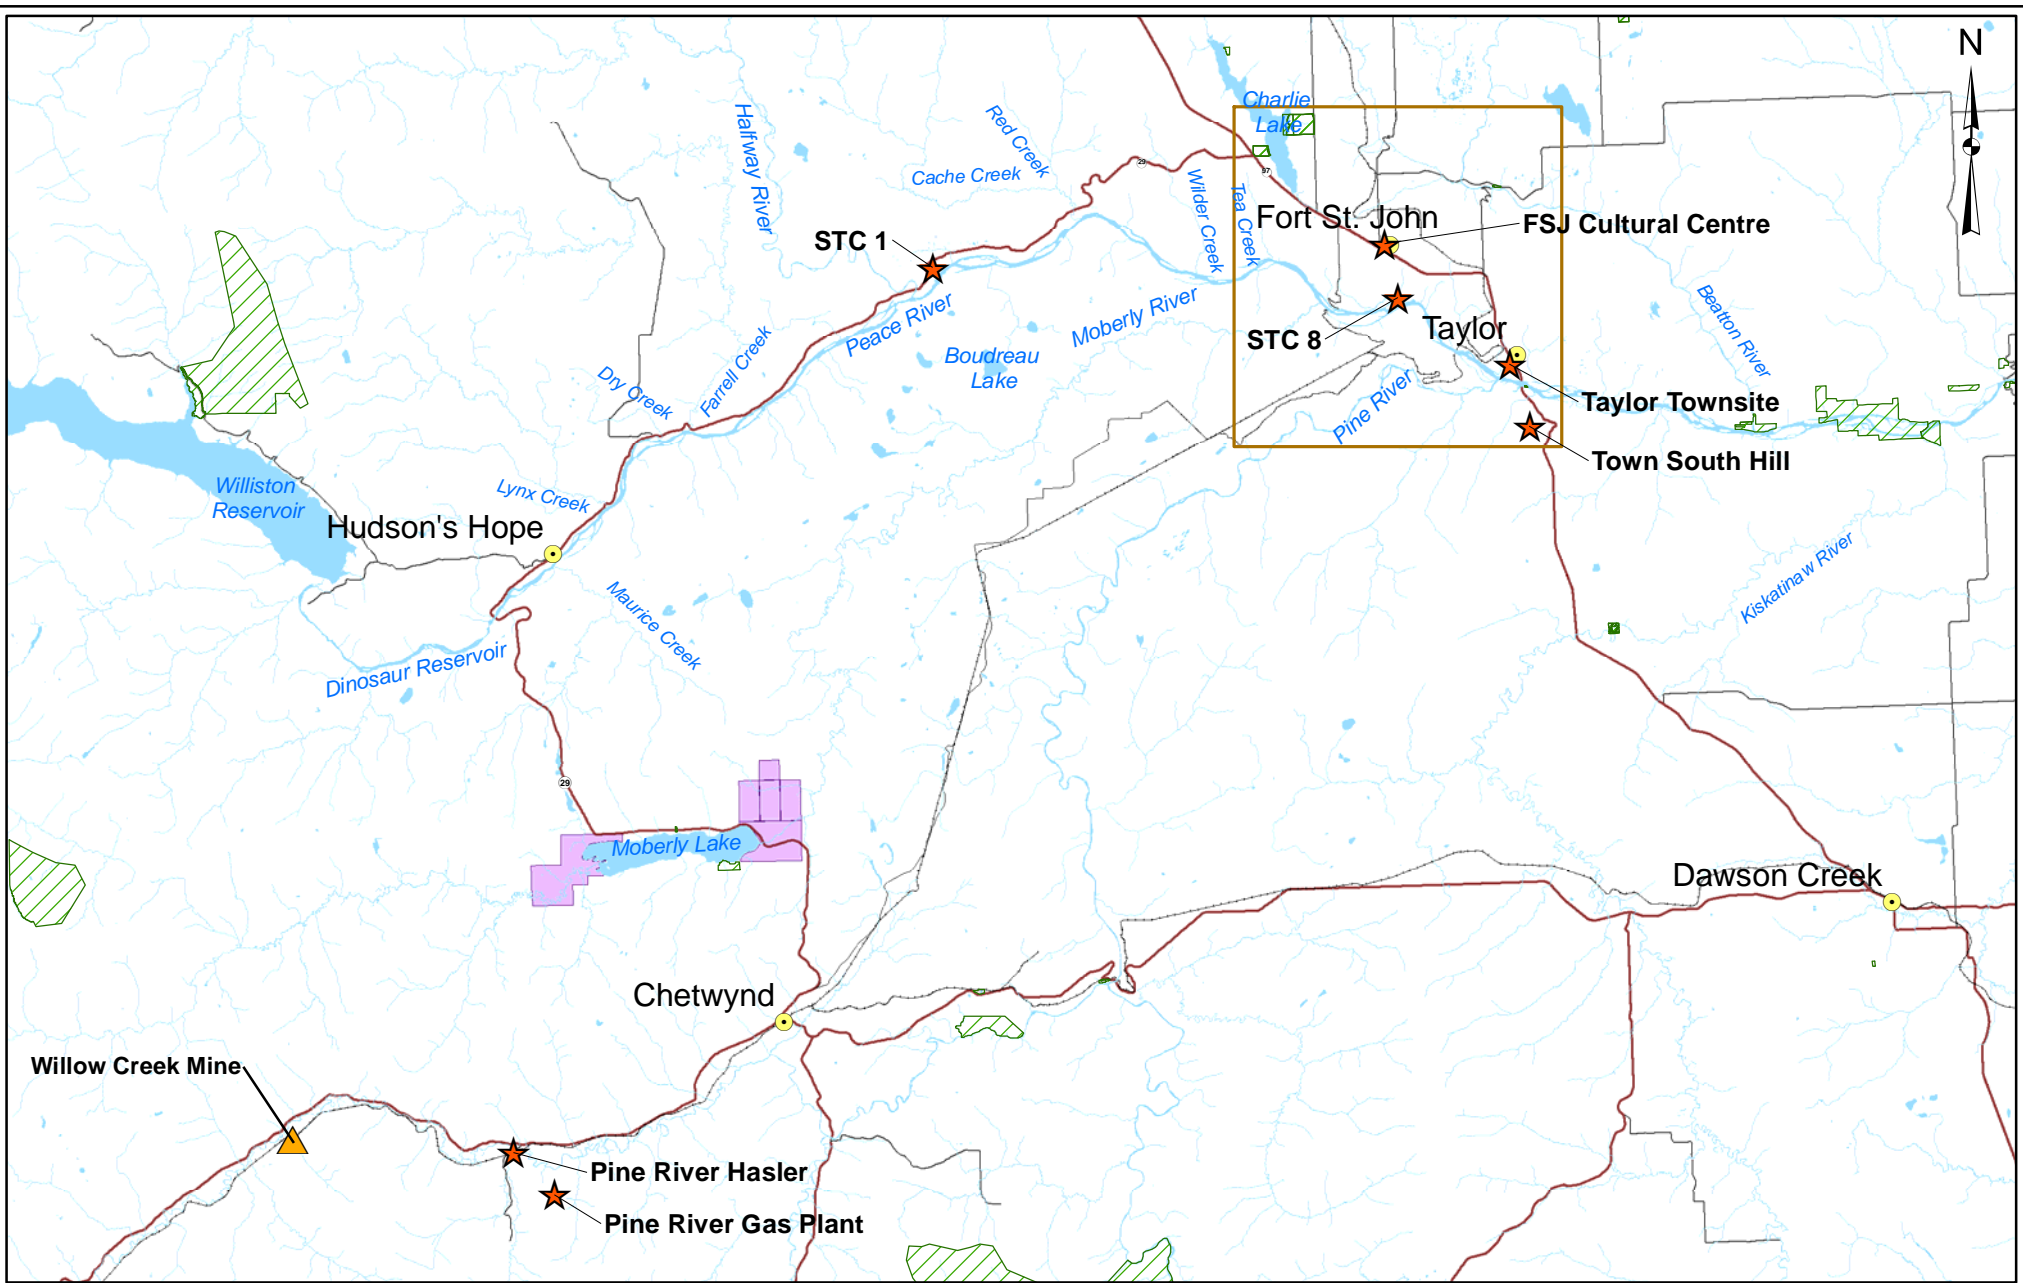 N
Charlie
Lake
Halfway River
Red Creek
Cache Creek
29
97
Wilder Creek
Tea Creek
Fort St. John
FSJ Cultural Centre
STC 1
Peace River
Moberly River
Boudreau
Lake
STC 8
Taylor
Beatton River
Dry Creek
Farrell Creek
Pine River
Taylor Townsite
Town South Hill
Williston
Reservoir
Lynx Creek
Hudson's Hope
Maurice Creek
Kiskatinaw River
Dinosaur Reservoir
29
Moberly Lake
Dawson Creek
Chetwynd
Willow Creek Mine
Pine River Hasler
Pine River Gas Plant